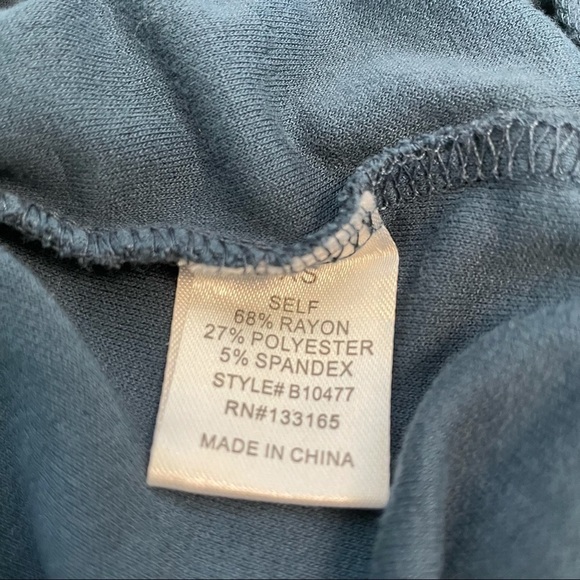 SELF
68% RAYON
27% POLYESTER
5% SPANDEX
STYLE# B10477
RN#133165
MADE IN CHINA